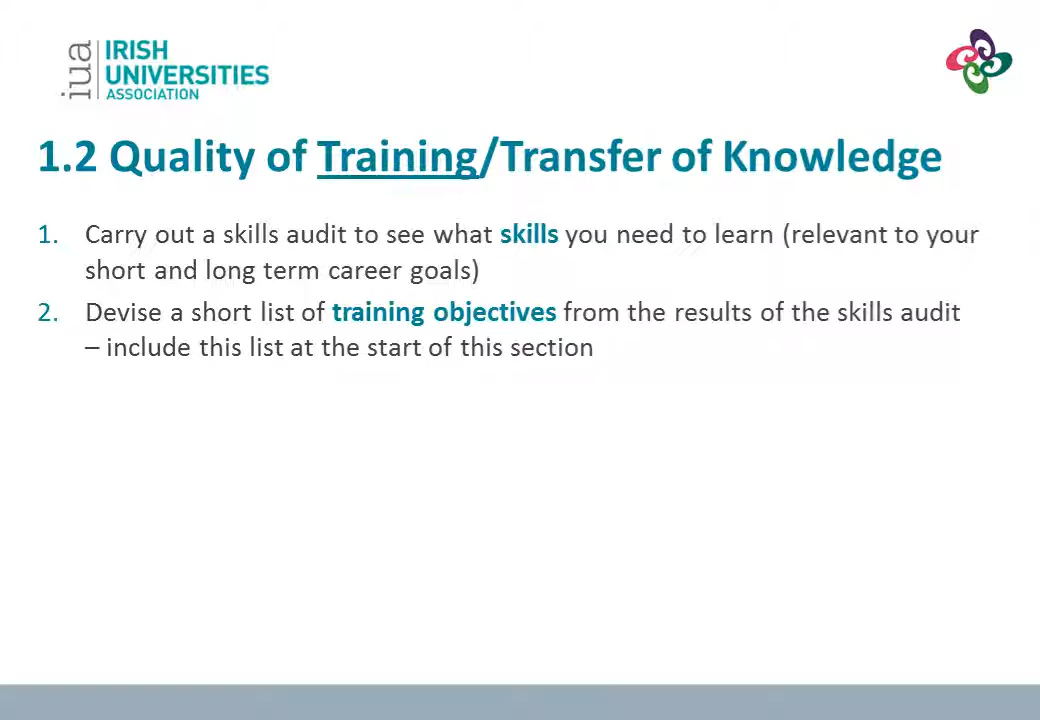 iua
IRISH
UNIVERSITIES
ASSOCIATION
1.2 Quality of Training/Transfer of Knowledge
1. Carry out a skills audit to see what skills you need to learn (relevant to your
short and long term career goals)
2. Devise a short list of training objectives from the results of the skills audit
– include this list at the start of this section